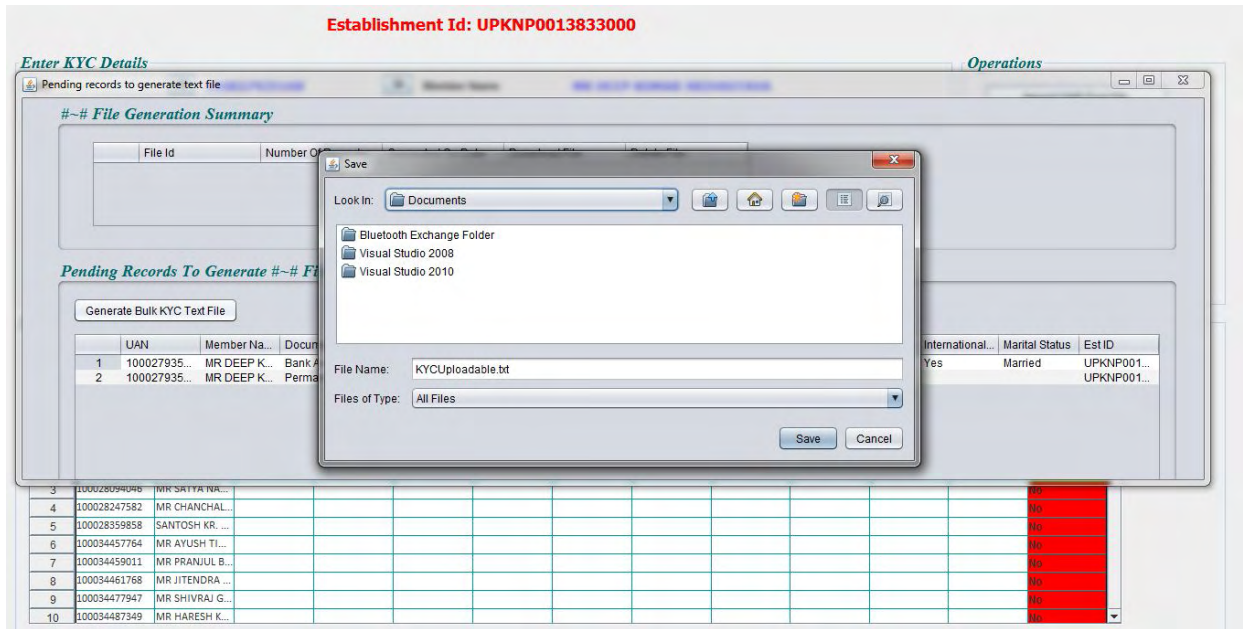 Establishment Id: UPKNP0013833000
Enter KYC Details
Operations
Pending records to generate text file
#~# File Generation Summary
File Id
Save
Look In: Documents
Bluetooth Exchange Folder
Visual Studio 2008
Visual Studio 2010
File Name: KYCUploadable.txt
Files of Type: All Files
Save Cancel
Pending Records To Generate #~#
Generate Bulk KYC Text File
UAN Member Na... International... Marital Status Est ID
1 100027935... MR DEEP K... Bank Yes Married UPKNP001...
2 100027935... MR DEEP K... UPKNP001...
3 100028094046 MR SATYA NA... No
4 100028247582 MR CHANCHAL... No
5 100028359858 SANTOSH KR. ... No
6 100034457764 MR AYUSH TI... No
7 100034459011 MR PRANJUL B... No
8 100034461768 MR JITENDRA ... No
9 100034477947 MR SHIVRAJ G... No
10 100034487349 MR HARESH K... No